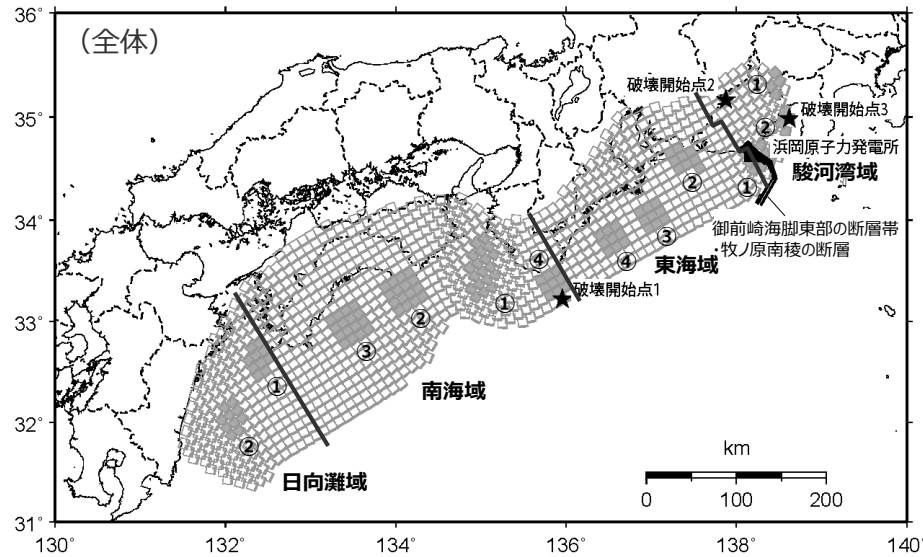 36°
（全体）
破壊開始点2
①
35°
破壊開始点3
②
浜岡原子力発電所
駿河湾域
②
①
34°
御前崎海脚東部の断層帯
・牧ノ原南稜の断層
③
④
④
東海域
破壊開始点1
①
②
33°
③
①
南海域
32°
②
日向灘域
km
0 100 200
31°
130 132 134 136 138 140